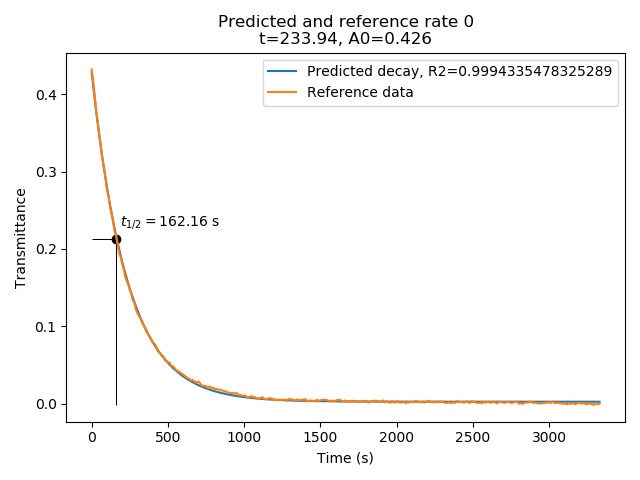 Predicted and reference rate 0
t=233.94, A0=0.426
Predicted decay, R2=0.9994335478325289
Reference data
0.4
0.3
0.2
0.1
0.0
Transmittance
t1/2 = 162.16 s
0 500 1000 1500 2000 2500 3000
Time (s)